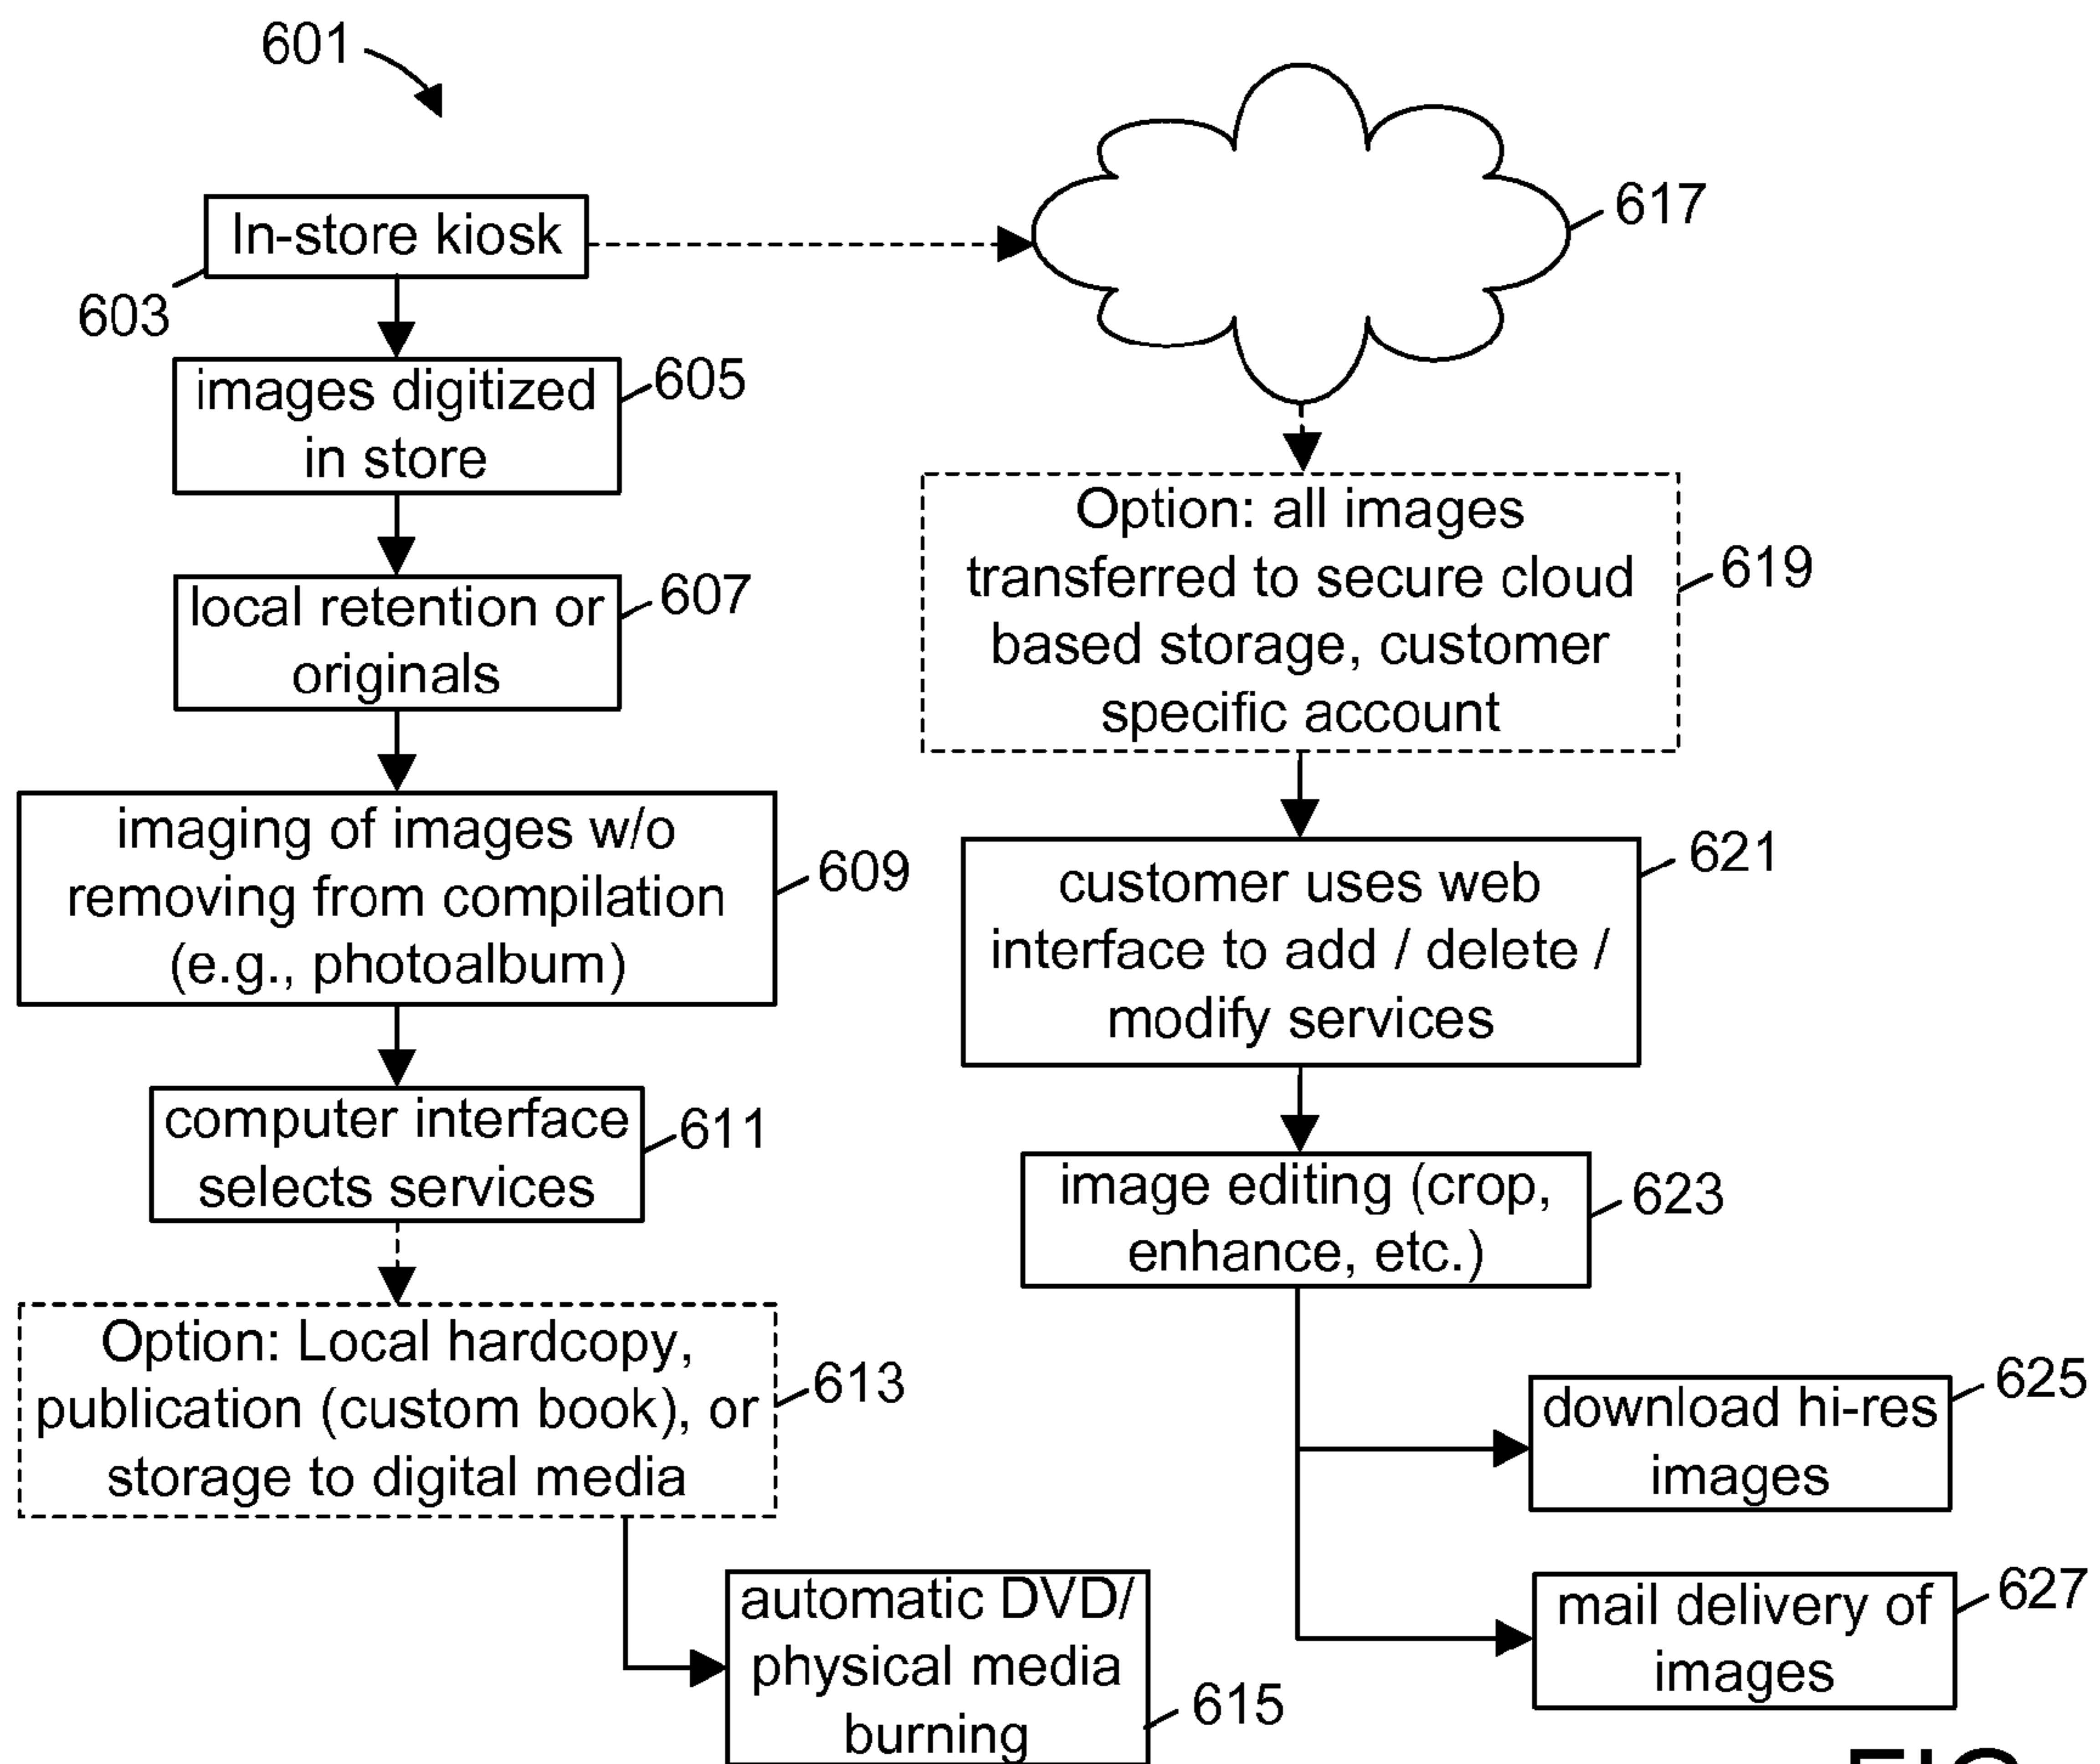 601
In-store kiosk
603
images digitized
in store
605
local retention or
originals
607
imaging of images w/o
removing from compilation
(e.g., photoalbum)
609
computer interface
selects services
611
Option: Local hardcopy,
publication (custom book), or
storage to digital media
613
automatic DVD/
physical media
burning
615
617
Option: all images
transferred to secure cloud
based storage, customer
specific account
619
customer uses web
interface to add / delete /
modify services
621
image editing (crop,
enhance, etc.)
623
download hi-res
images
625
mail delivery of
images
627